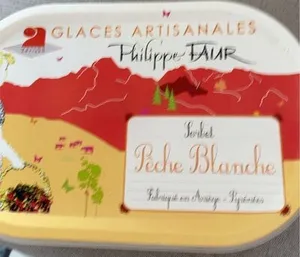 GLACES ARTISANALES
Philippe FAUR
Sorbet
Pêche Blanche
Fabriqué en Ariège - Pyrénées